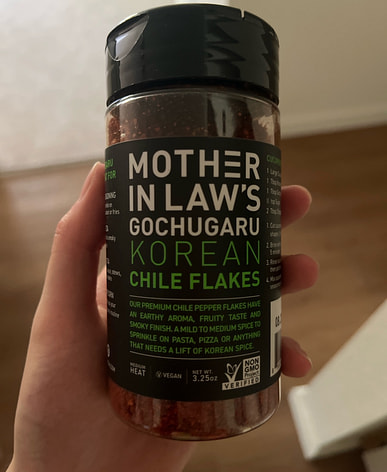 MOTHER
IN LAW'S
GOCHUGARU
KOREAN
CHILE FLAKES
OUR PREMIUM CHILE PEPPER FLAKES HAVE
AN EARTHY AROMA, FRUITY TASTE AND
SMOKY FINISH. A MILD TO MEDIUM SPICE TO
SPRINKLE ON PASTA, PIZZA OR ANYTHING
THAT NEEDS A LIFT OF KOREAN SPICE.
MEDIUM
HEAT
VEGAN
NET WT.
3.25oz
NON
GMO
VERIFIED